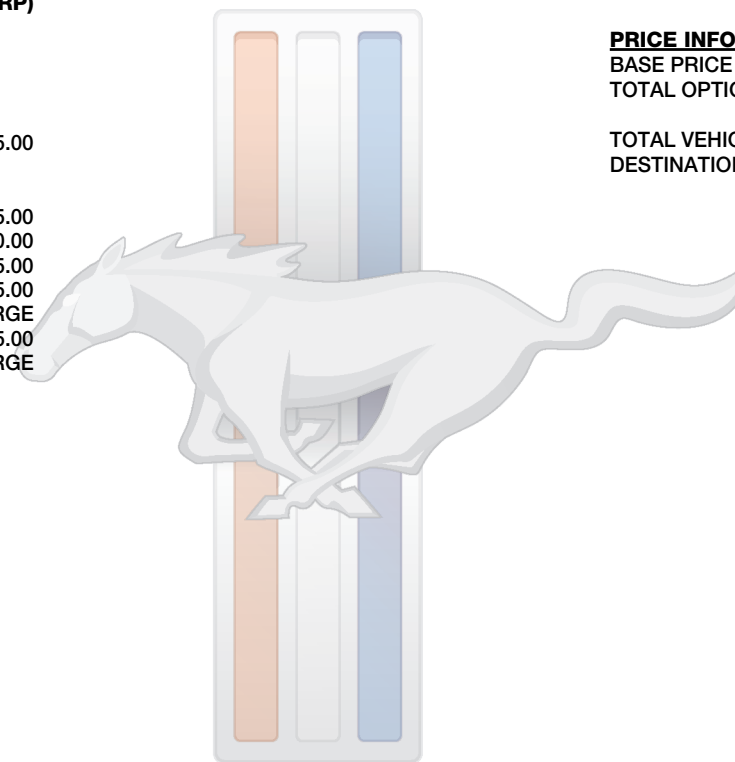 RP)
5.00
5.00
0.00
5.00
5.00
RGE
5.00
RGE
PRICE INFO
BASE PRICE
TOTAL OPTIO
TOTAL VEHIC
DESTINATION